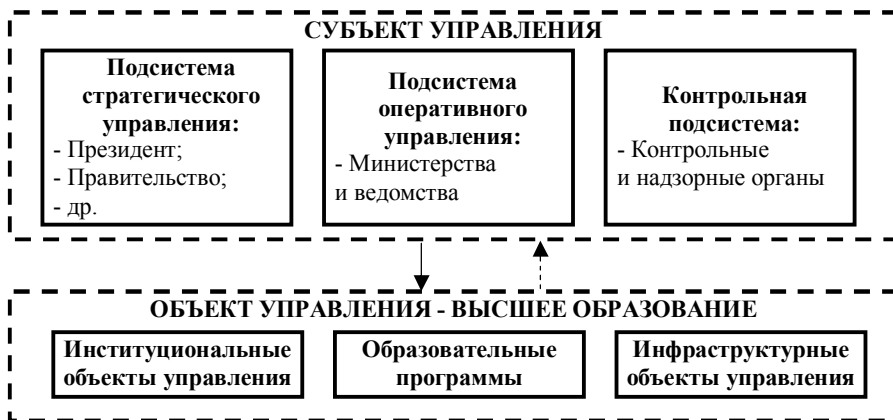 СУБЪЕКТ УПРАВЛЕНИЯ
Подсистема
стратегического
управления:
- Президент;
- Правительство;
- др.
Подсистема
оперативного
управления:
- Министерства
и ведомства
Контрольная
подсистема:
- Контрольные
и надзорные органы
ОБЪЕКТ УПРАВЛЕНИЯ - ВЫСШЕЕ ОБРАЗОВАНИЕ
Институциональные
объекты управления
Образовательные
программы
Инфраструктурные
объекты управления